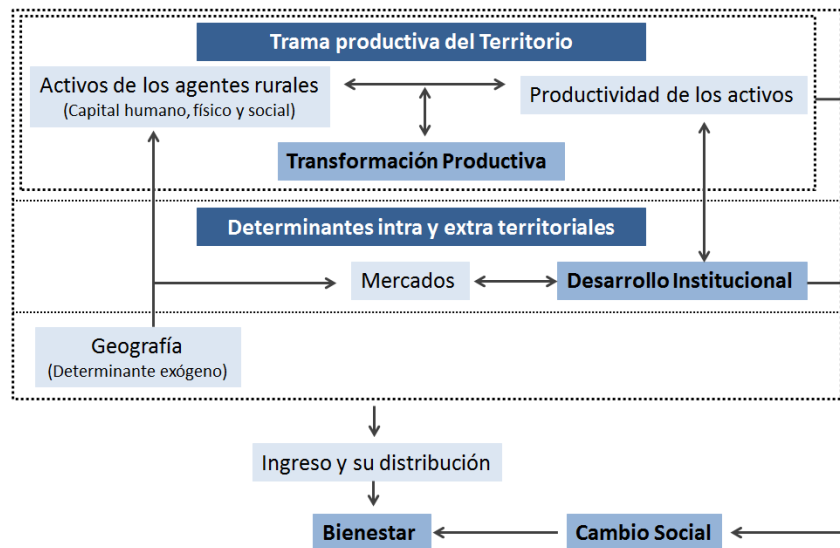 Trama productiva del Territorio
Activos de los agentes rurales
(Capital humano, físico y social)
Productividad de los activos
Transformación Productiva
Determinantes intra y extra territoriales
Mercados
Desarrollo Institucional
Geografía
(Determinante exógeno)
Ingreso y su distribución
Bienestar
Cambio Social